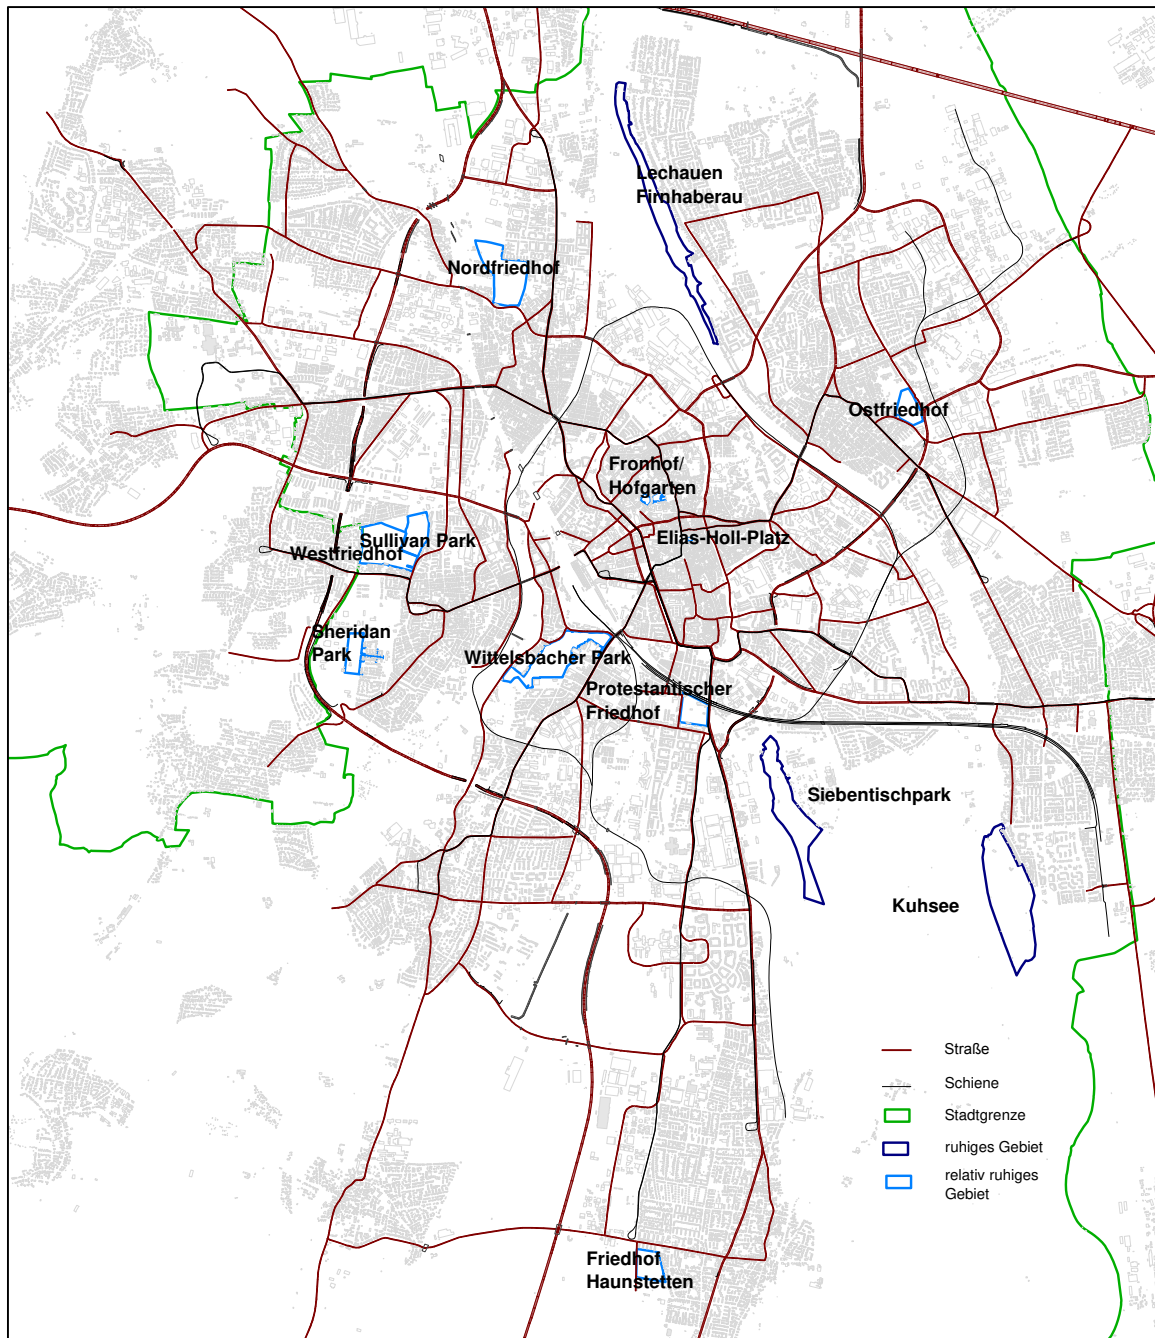 Lechauen
Firnhaberau
Nordfriedhof
Ostfriedhof
Fronhof/
Hofgarten
Elias-Holl-Platz
Sullivan Park
Westfriedhof
Sheridan
Park
Wittelsbacher Park
Protestantischer
Friedhof
Siebentischpark
Kuhsee
Straße
Schiene
Stadtgrenze
ruhiges Gebiet
relativ ruhiges
Gebiet
Friedhof
Haunstetten